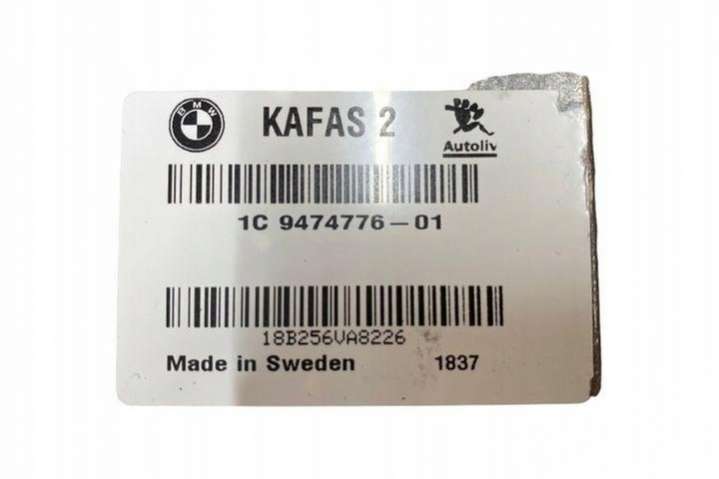 BMW
KAFAS 2
Autoliv
1C 9474776-01
18B256VA8226
Made in Sweden 1837